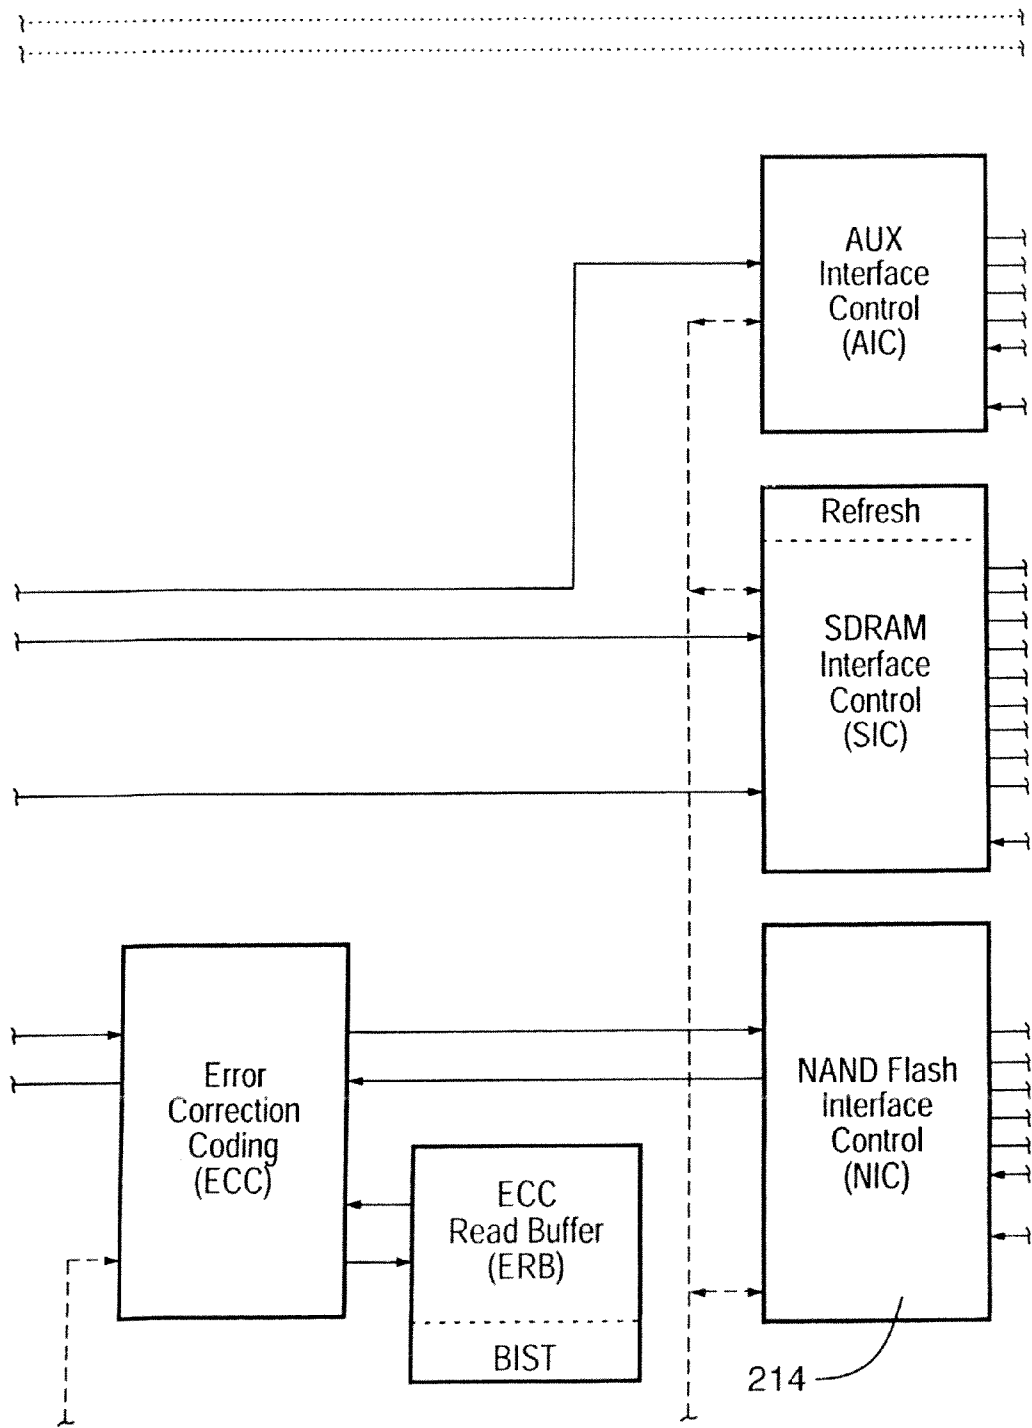 AUX
Interface
Control
(AIC)
Refresh
SDRAM
Interface
Control
(SIC)
Error
Correction
Coding
(ECC)
NAND Flash
Interface
Control
(NIC)
ECC
Read Buffer
(ERB)
BIST
214